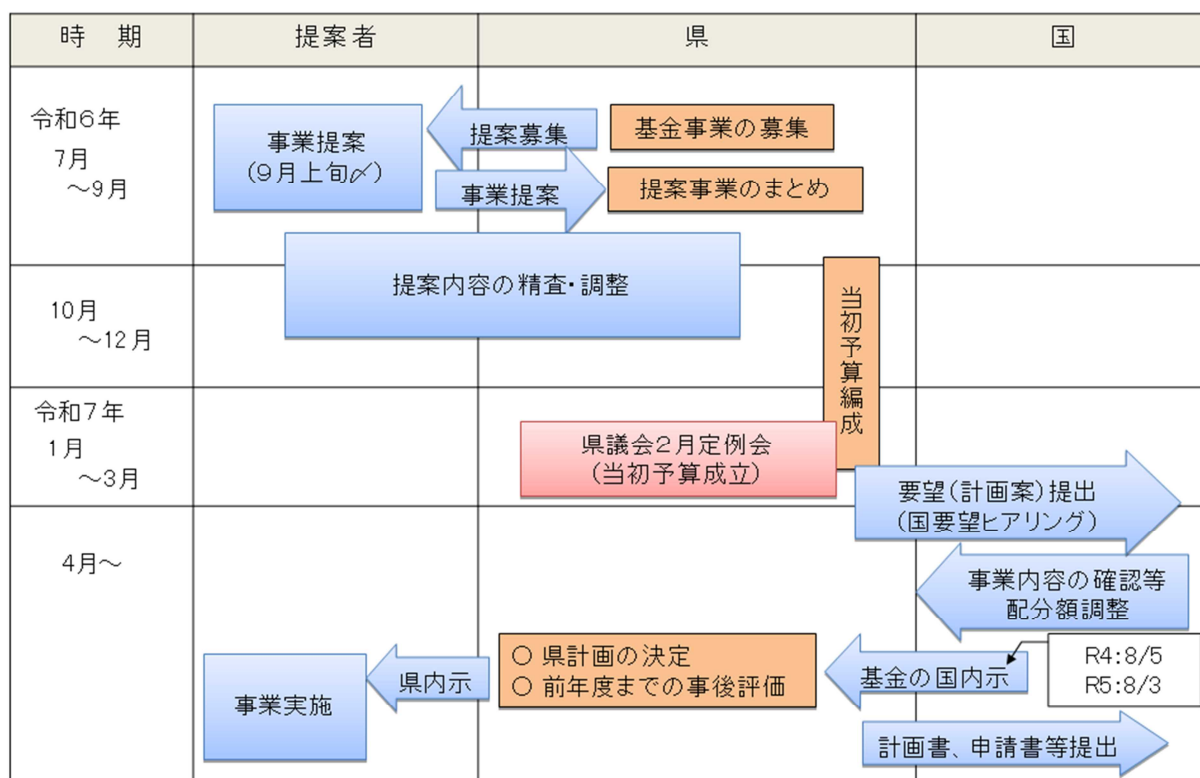 時　期
提案者
県
国
令和６年
７月
～９月
事業提案
(９月上旬〆)
提案募集
基金事業の募集
事業提案
提案事業のまとめ
提案内容の精査・調整
10月
～12月
当初予算編成
令和７年
１月
～３月
県議会２月定例会
(当初予算成立)
要望(計画案)提出
(国要望ヒアリング)
４月～
事業内容の確認等
配分額調整
事業実施
県内示
○ 県計画の決定
○ 前年度までの事後評価
基金の国内示
R4:8/5
R5:8/3
計画書、申請書等提出